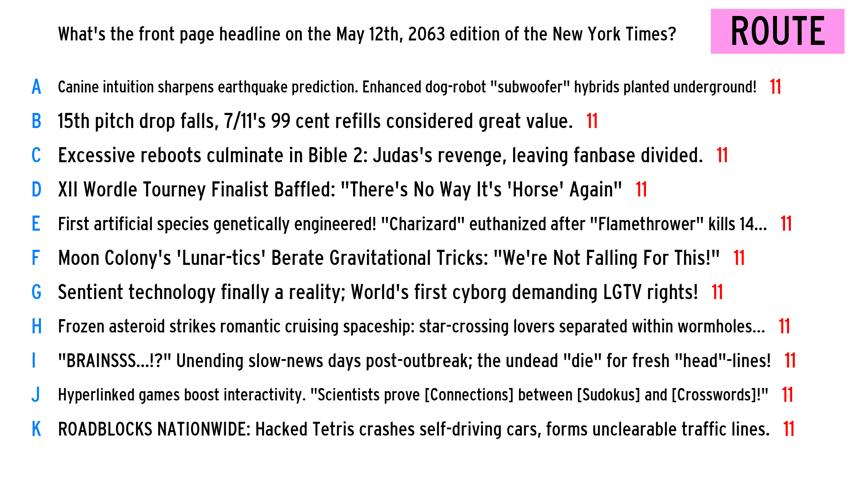 What's the front page headline on the May 12th, 2063 edition of the New York Times?
ROUTE
A Canine intuition sharpens earthquake prediction. Enhanced dog-robot "subwoofer" hybrids planted underground! 11
B 15th pitch drop falls, 7/11's 99 cent refills considered great value. 11
C Excessive reboots culminate in Bible 2: Judas's revenge, leaving fanbase divided. 11
D XII Wordle Tourney Finalist Baffled: "There's No Way It's 'Horse' Again" 11
E First artificial species genetically engineered! "Charizard" euthanized after "Flamethrower" kills 14... 11
F Moon Colony's 'Lunar-tics' Berate Gravitational Tricks: "We're Not Falling For This!" 11
G Sentient technology finally a reality; World's first cyborg demanding LGTV rights! 11
H Frozen asteroid strikes romantic cruising spaceship: star-crossing lovers separated within wormholes... 11
I "BRAINSSS...!?" Unending slow-news days post-outbreak; the undead "die" for fresh "head"-lines! 11
J Hyperlinked games boost interactivity. "Scientists prove [Connections] between [Sudokus] and [Crosswords]!" 11
K ROADBLOCKS NATIONWIDE: Hacked Tetris crashes self-driving cars, forms unclearable traffic lines. 11